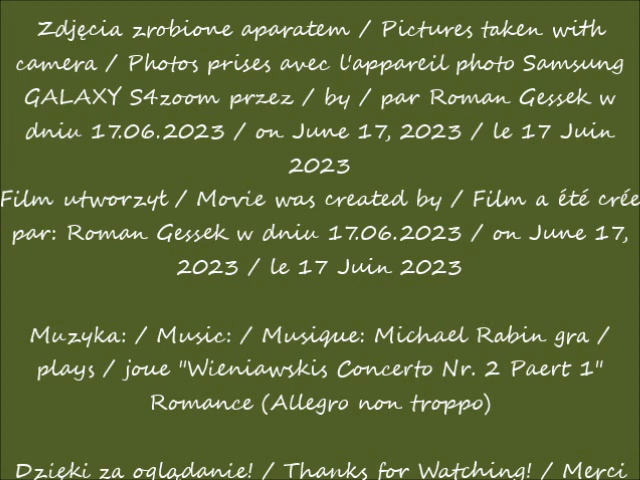 Zdjęcia zrobione aparatem / Pictures taken with
camera / Photos prises avec l'appareil photo Samsung
GALAXY S4zoom przez / by / par Roman Gessek w
dniu 17.06.2023 / on June 17, 2023 / le 17 Juin
2023
Film utworzył / Movie was created by / Film a été crée
par: Roman Gessek w dniu 17.06.2023 / on June 17,
2023 / le 17 Juin 2023
Muzyka: / Music: / Musique: Michael Rabin gra /
plays / joue "Wieniawskis Concerto Nr. 2 Paert 1"
Romance (Allegro non troppo)
Dzięki za oglądanie! / Thanks for Watching! / Merci